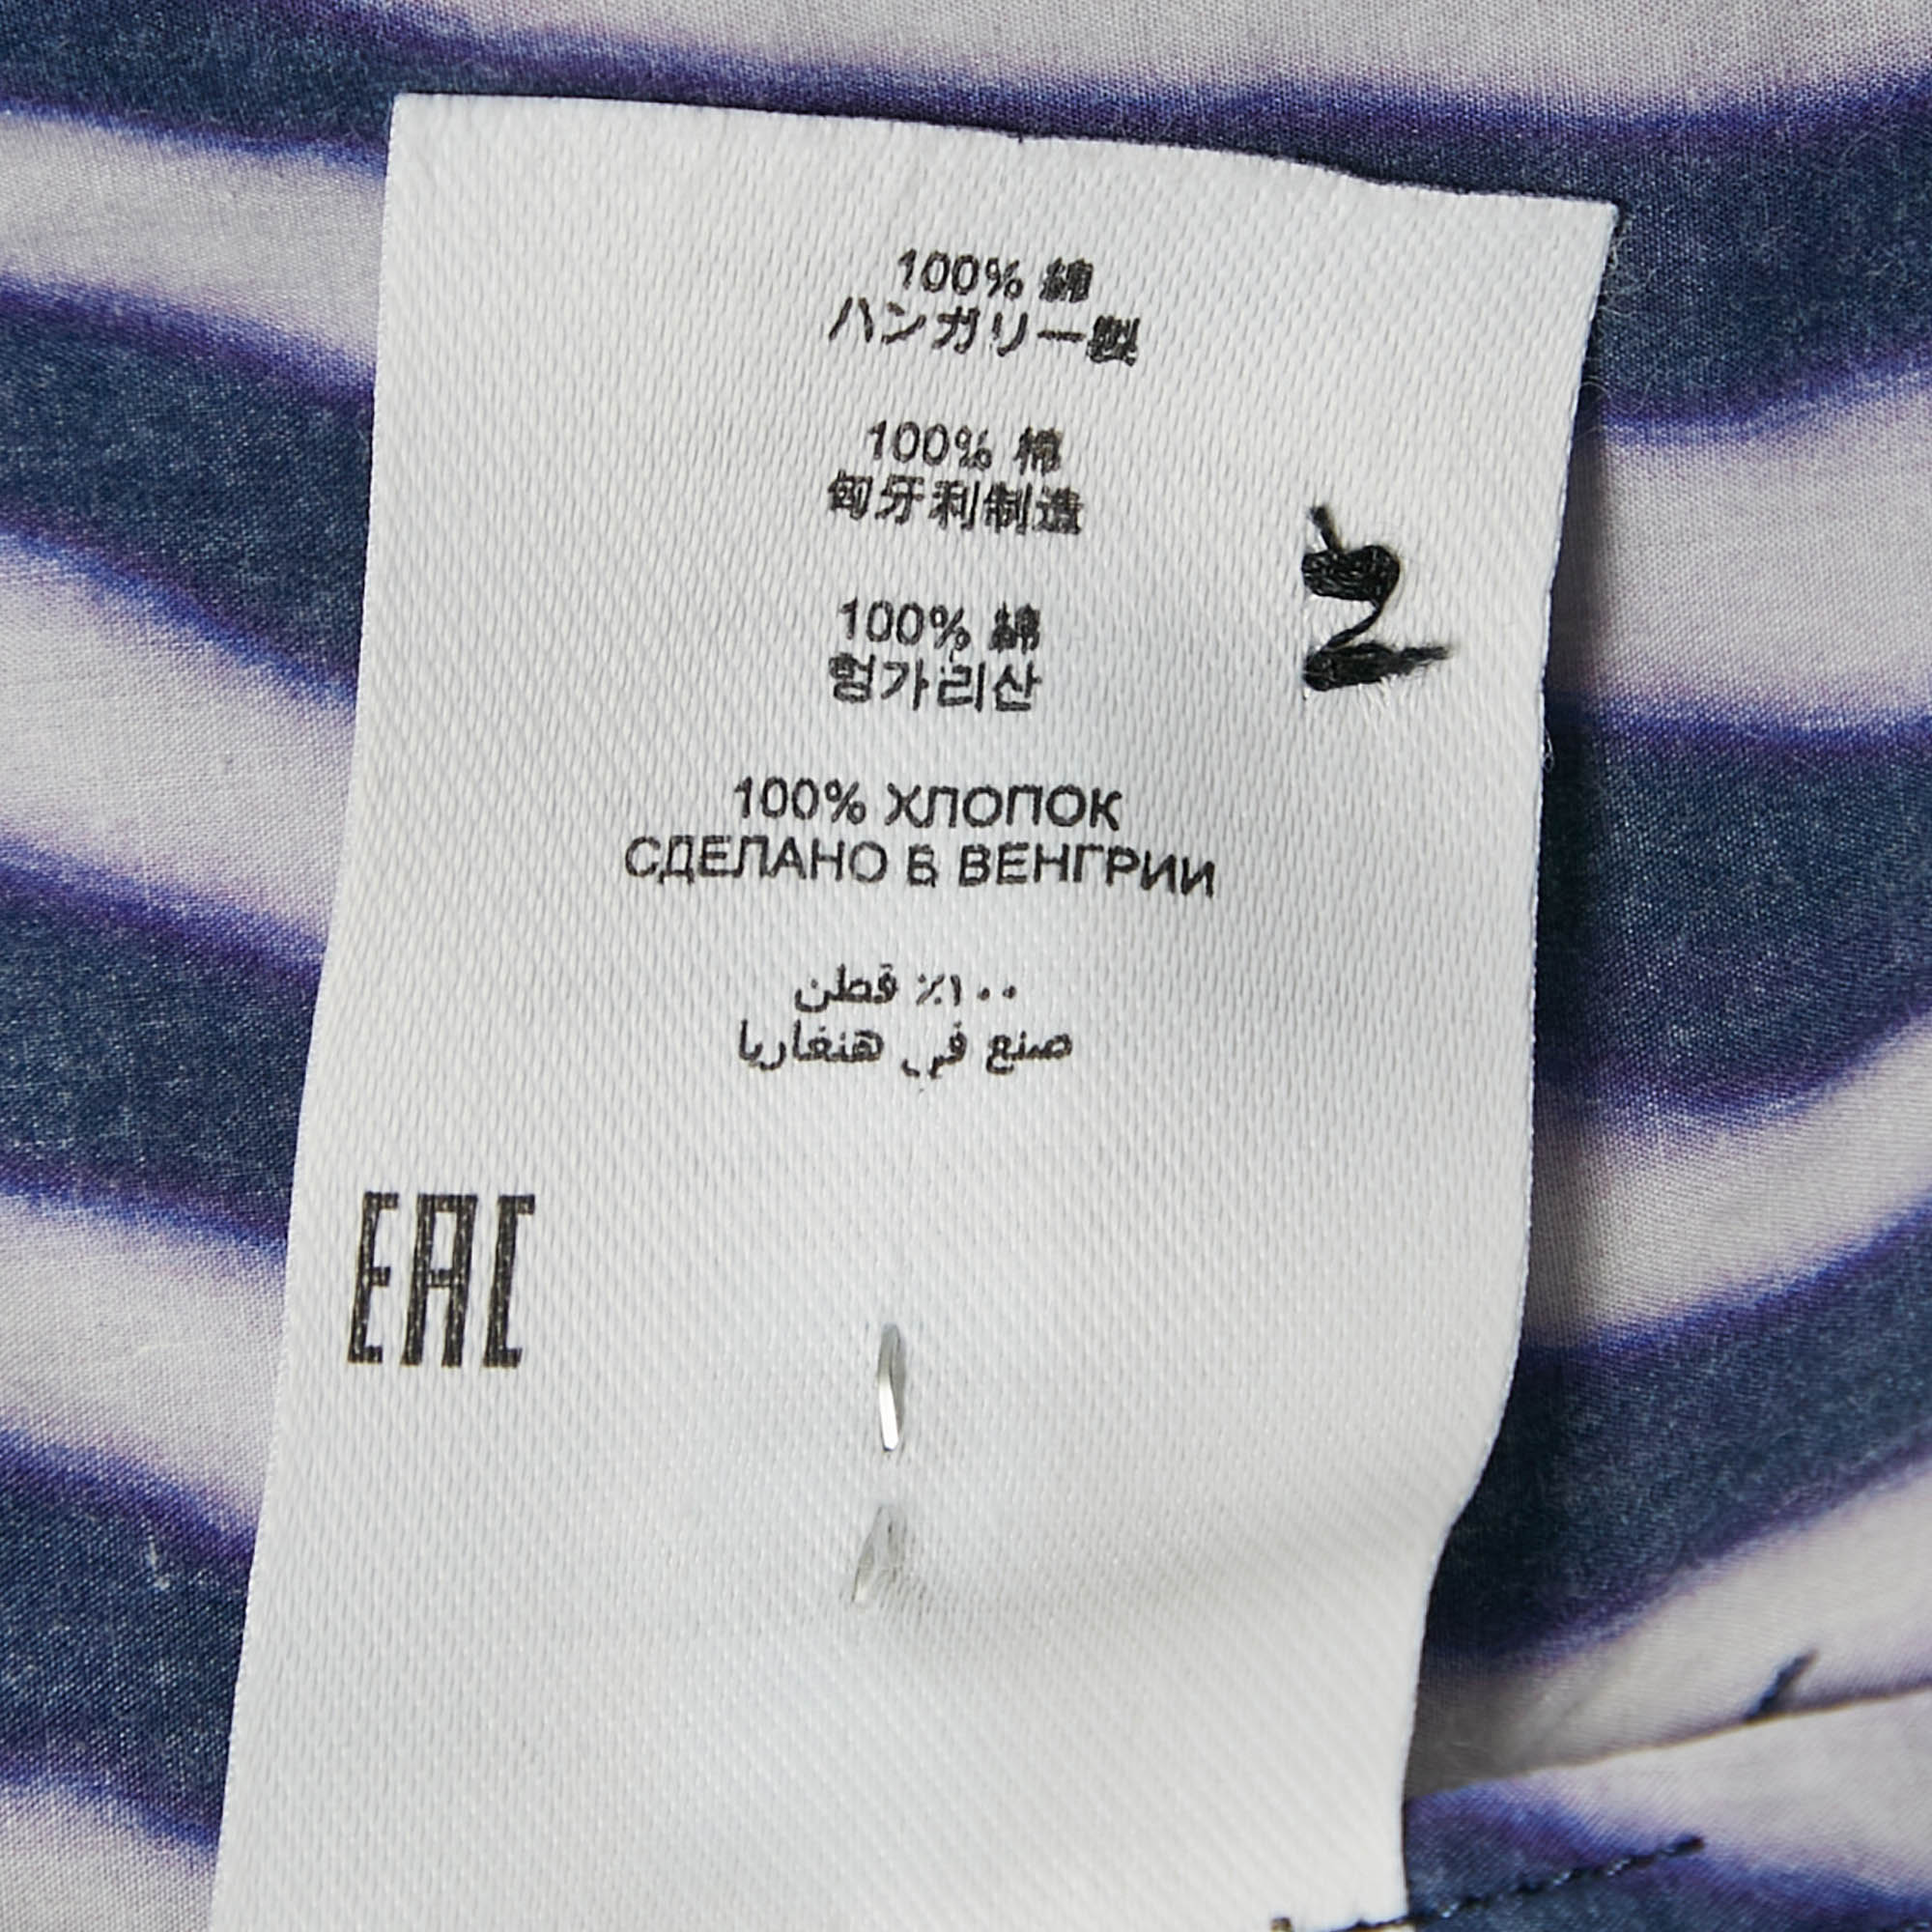 100% 綿
ハンガリー製
100% 棉
匈牙利制造
100% 綿
헝가리산
100% ХЛОПОК
СДЕЛАНО В ВЕНГРИИ
١٠٠٪ قطن
صنع في هنغاريا
EAC